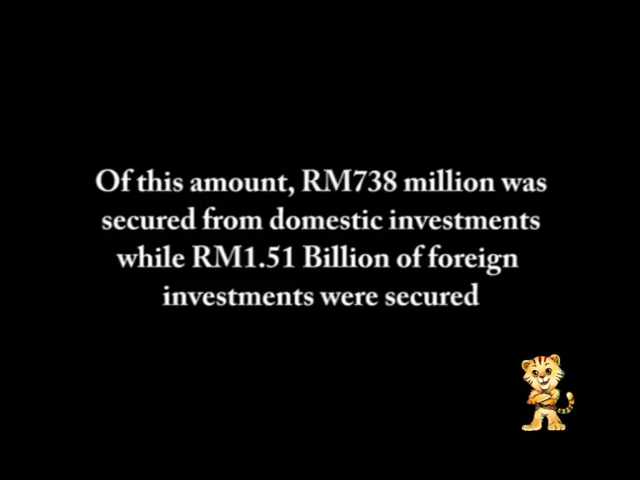 Of this amount, RM738 million was
secured from domestic investments
while RM1.51 Billion of foreign
investments were secured